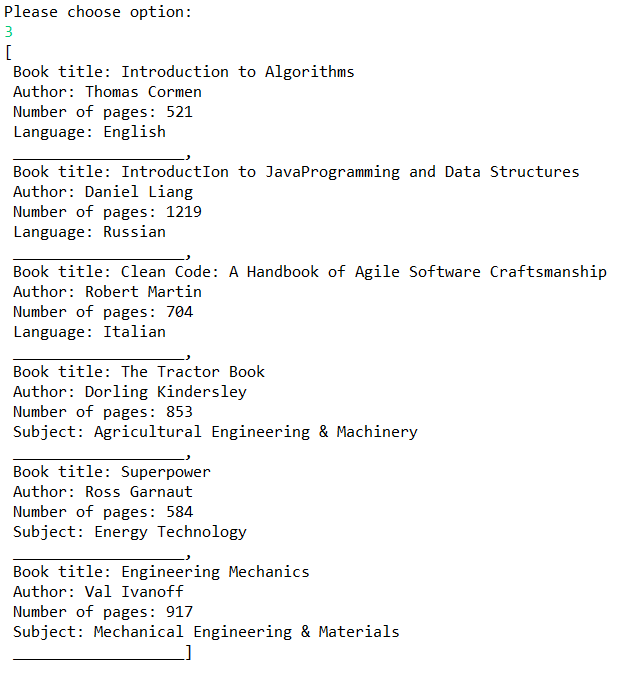 Please choose option:
3
[
Book title: Introduction to Algorithms
Author: Thomas Cormen
Number of pages: 521
Language: English
___________________,
Book title: IntroductIon to JavaProgramming and Data Structures
Author: Daniel Liang
Number of pages: 1219
Language: Russian
___________________,
Book title: Clean Code: A Handbook of Agile Software Craftsmanship
Author: Robert Martin
Number of pages: 704
Language: Italian
___________________,
Book title: The Tractor Book
Author: Dorling Kindersley
Number of pages: 853
Subject: Agricultural Engineering & Machinery
___________________,
Book title: Superpower
Author: Ross Garnaut
Number of pages: 584
Subject: Energy Technology
___________________,
Book title: Engineering Mechanics
Author: Val Ivanoff
Number of pages: 917
Subject: Mechanical Engineering & Materials
___________________]